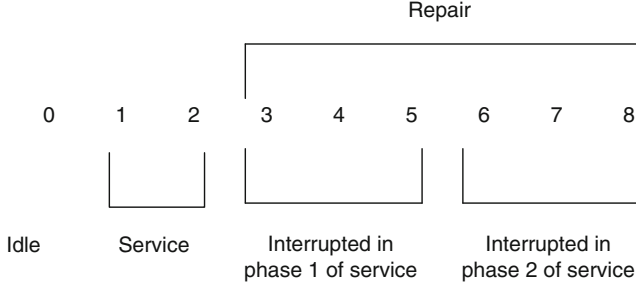 Repair
0 1 2 3 4 5 6 7 8
Idle Service Interrupted in phase 1 of service Interrupted in phase 2 of service